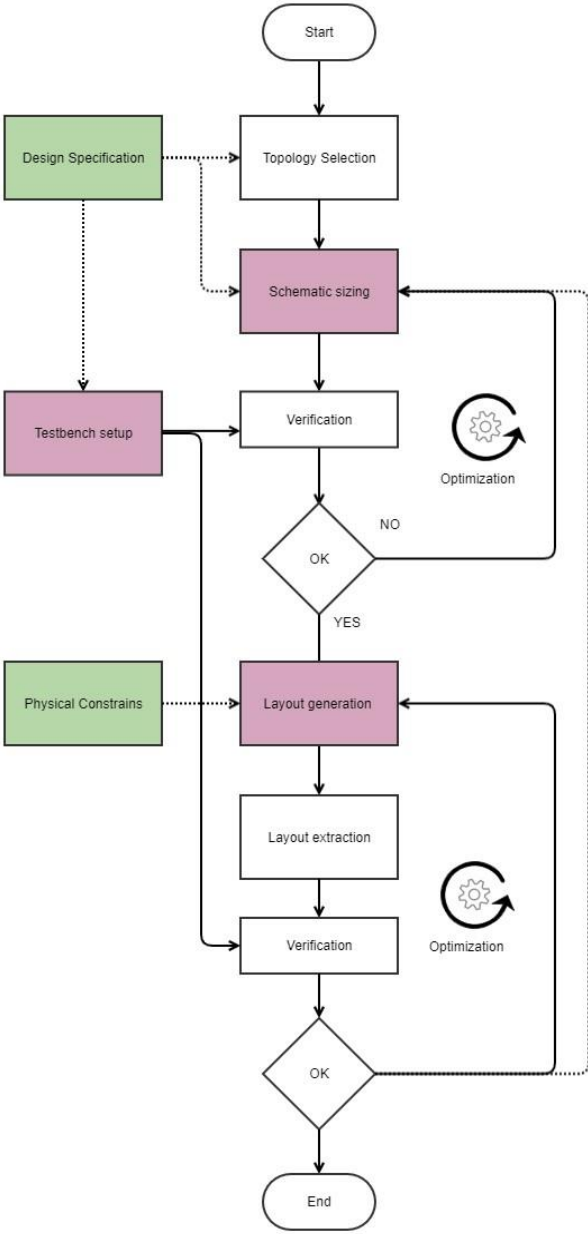 Start
Design Specification
Topology Selection
Schematic sizing
Testbench setup
Verification
Optimization
NO
OK
YES
Physical Constrains
Layout generation
Layout extraction
Verification
Optimization
OK
End